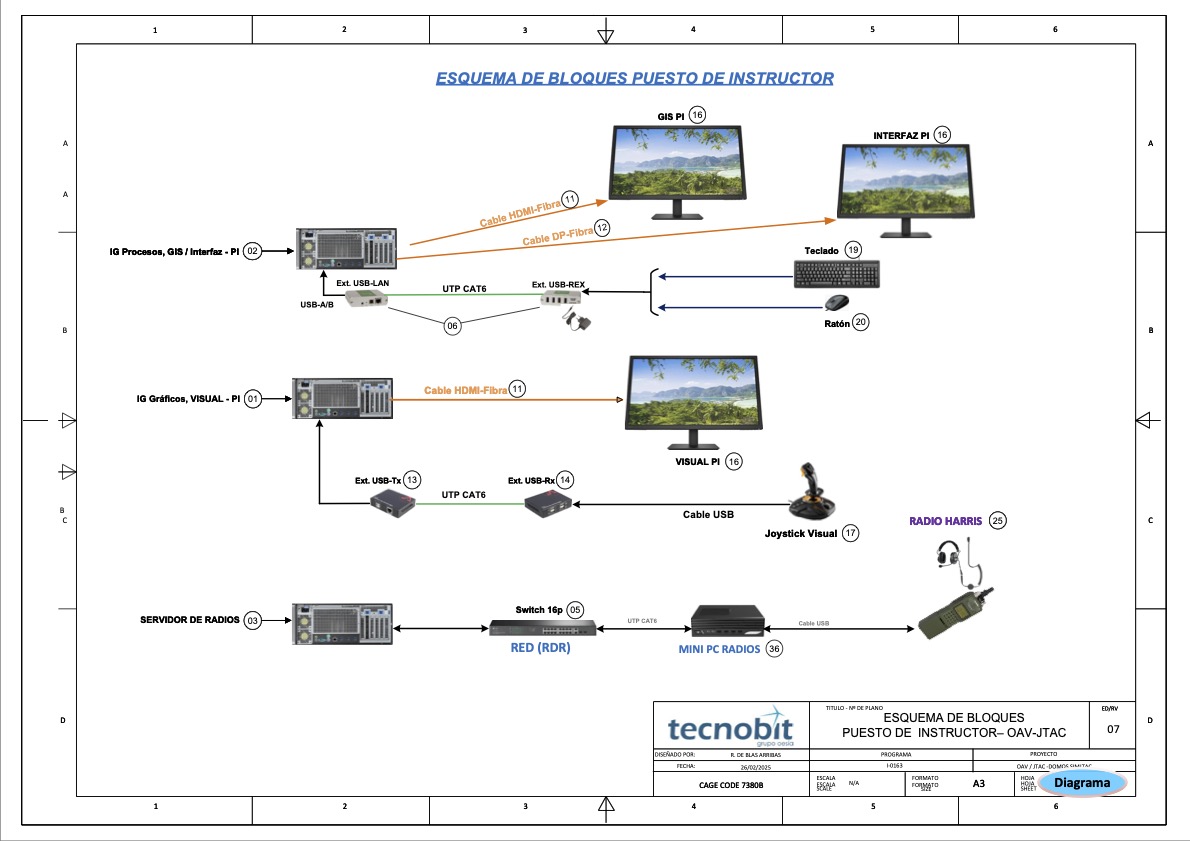 1 2 3 4 5 6
ESQUEMA DE BLOQUES PUESTO DE INSTRUCTOR
GIS PI 16
INTERFAZ PI 16
A A
A
Cable HDMI-Fibra 11
Cable DP-Fibra 12
IG Procesos, GIS / Interfaz - PI 02
Teclado 19
Ext. USB-LAN
UTP CAT6
Ext. USB-REX
USB-A/B
06
Ratón 20
B B
IG Gráficos, VISUAL - PI 01
Cable HDMI-Fibra 11
VISUAL PI 16
Ext. USB-Tx 13
UTP CAT6
Ext. USB-Rx 14
Cable USB
Joystick Visual 17
B
C C
RADIO HARRIS 25
SERVIDOR DE RADIOS 03
Switch 16p 05
RED (RDR)
UTP CAT6
MINI PC RADIOS 36
Cable USB
D D
tecnobit
grupo oesía
TITULO - Nº DE PLANO
ESQUEMA DE BLOQUES
PUESTO DE INSTRUCTOR– OAV-JTAC
ED/RV
07
DISEÑADO POR: R. DE BLAS ARRIBAS
PROGRAMA
PROYECTO
FECHA: 26/02/2025
I-0163
OAV / JTAC -DOMOS SIMJTAC
CAGE CODE 7380B
ESCALA
ESCALA
SCALE
N/A
FORMATO
FORMATO
SIZE
A3
HOJA
HOJA
SHEET
Diagrama
1 2 3 4 5 6